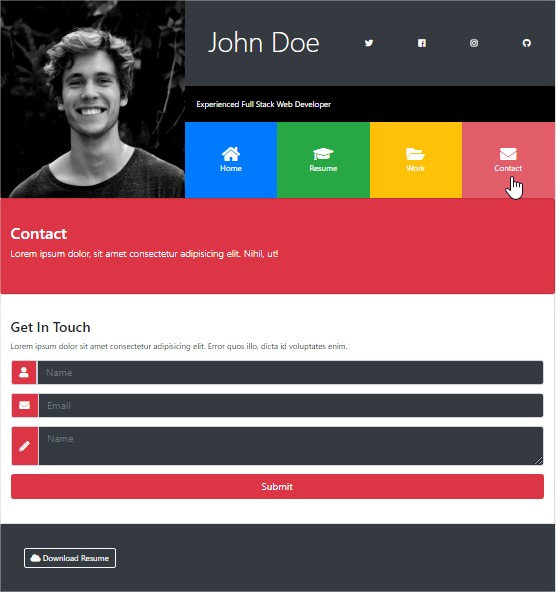 John Doe
Experienced Full Stack Web Developer
Home
Resume
Work
Contact
Contact
Lorem ipsum dolor, sit amet consectetur adipisicing elit. Nihil, ut!
Get In Touch
Lorem ipsum dolor sit amet consectetur adipisicing elit. Error quos illo, dicta id voluptates enim.
Name
Email
Name
Submit
Download Resume